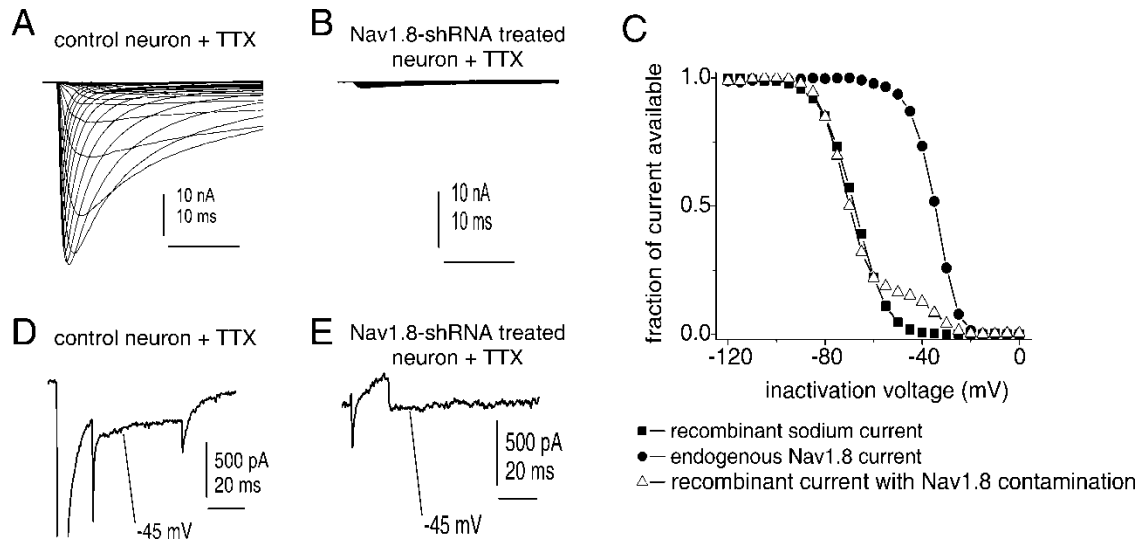 A
control neuron + TTX
10 nA
10 ms
B
Nav1.8-shRNA treated
neuron + TTX
10 nA
10 ms
C
fraction of current available
1.0
0.5
0.0
-120
-80
-40
0
inactivation voltage (mV)
recombinant sodium current
endogenous Nav1.8 current
recombinant current with Nav1.8 contamination
D
control neuron + TTX
500 pA
20 ms
-45 mV
E
Nav1.8-shRNA treated
neuron + TTX
500 pA
20 ms
-45 mV